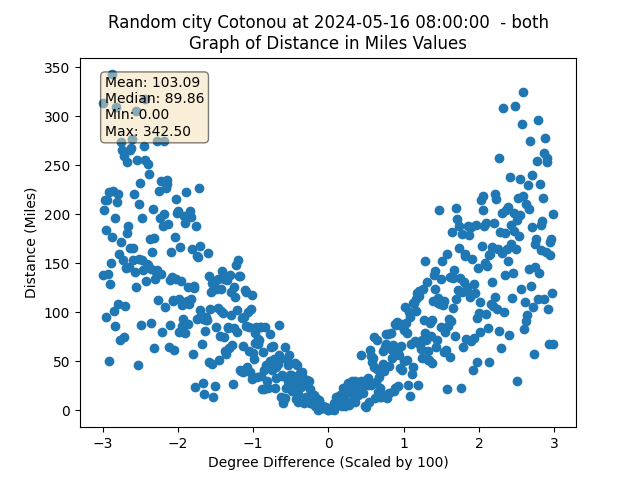 Random city Cotonou at 2024-05-16 08:00:00  - both
Graph of Distance in Miles Values
Mean: 103.09
Median: 89.86
Min: 0.00
Max: 342.50
350
300
250
200
150
100
50
0
Distance (Miles)
−3 −2 −1 0 1 2 3
Degree Difference (Scaled by 100)